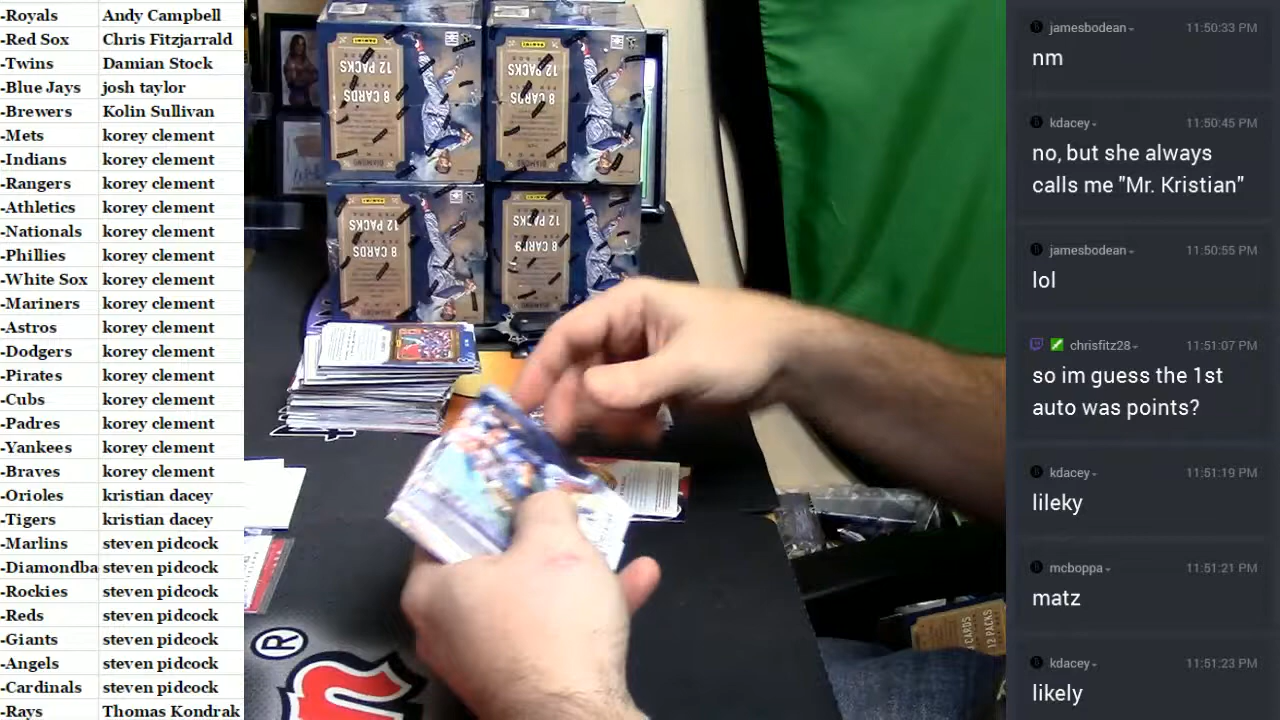 -Royals Andy Campbell
-Red Sox Chris Fitzjarrald
-Twins Damian Stock
-Blue Jays josh taylor
-Brewers Kolin Sullivan
-Mets korey clement
-Indians korey clement
-Rangers korey clement
-Athletics korey clement
-Nationals korey clement
-Phillies korey clement
-White Sox korey clement
-Mariners korey clement
-Astros korey clement
-Dodgers korey clement
-Pirates korey clement
-Cubs korey clement
-Padres korey clement
-Yankees korey clement
-Braves korey clement
-Orioles kristian dacey
-Tigers kristian dacey
-Marlins steven pidcock
-Diamondba steven pidcock
-Rockies steven pidcock
-Reds steven pidcock
-Giants steven pidcock
-Angels steven pidcock
-Cardinals steven pidcock
-Rays Thomas Kondrak
12 PACKS
8 CARDS
12 PACKS
8 CARDS
12 PACKS
8 CARDS
12 PACKS
8 CARDS
CARDS
12 PACKS
®
jamesbodean 11:50:33 PM
nm
kdacey 11:50:45 PM
no, but she always
calls me "Mr. Kristian"
jamesbodean 11:50:55 PM
lol
chrisfitz28 11:51:07 PM
so im guess the 1st
auto was points?
kdacey 11:51:19 PM
lileky
mcboppa 11:51:21 PM
matz
kdacey 11:51:23 PM
likely